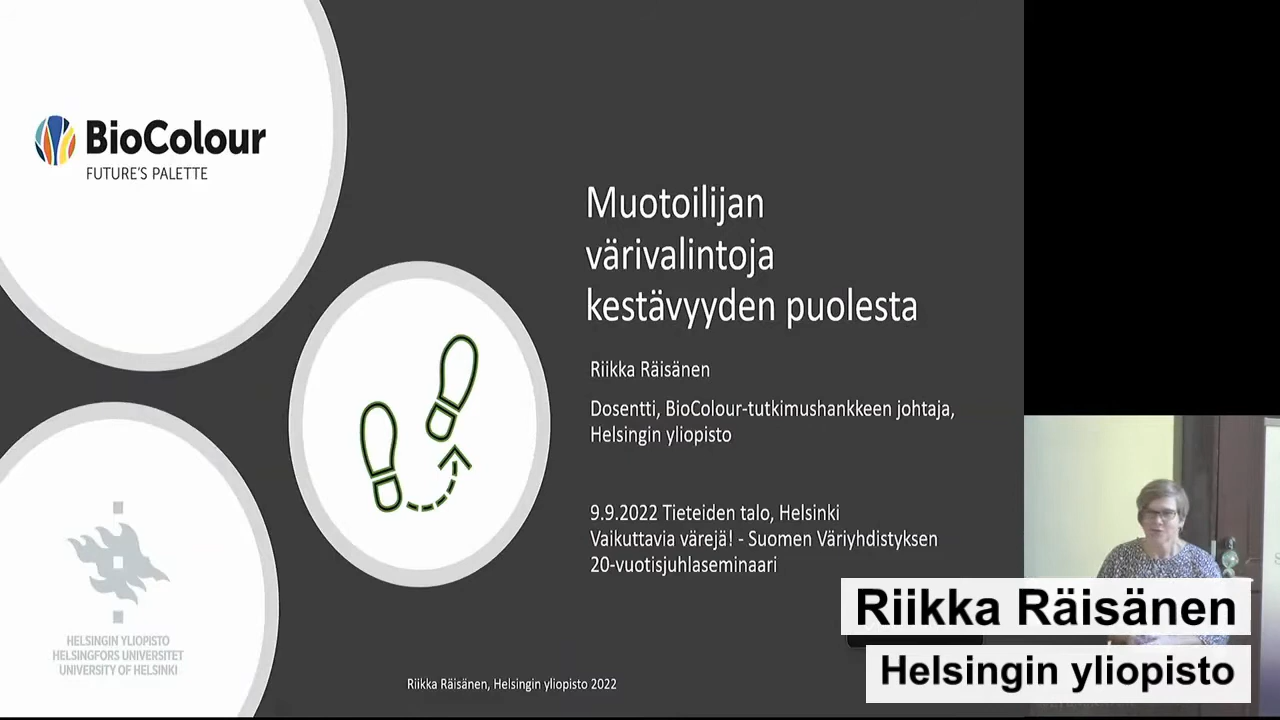 BioColour
FUTURE'S PALETTE
Muotoilijan
värivalintoja
kestävyyden puolesta
Riikka Räisänen
Dosentti, BioColour-tutkimushankkeen johtaja,
Helsingin yliopisto
9.9.2022 Tieteiden talo, Helsinki
Vaikuttavia värejä! - Suomen Väriyhdistyksen
20-vuotisjuhlaseminaari
HELSINGIN YLIOPISTO
HELSINGFORS UNIVERSITET
UNIVERSITY OF HELSINKI
Riikka Räisänen, Helsingin yliopisto 2022
Riikka Räisänen
Helsingin yliopisto